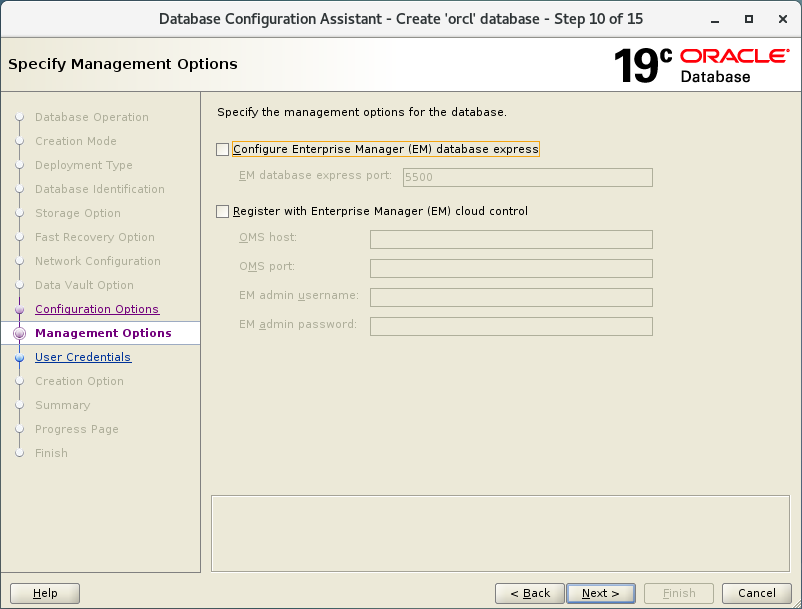 Database Configuration Assistant - Create 'orcl' database - Step 10 of 15
Specify Management Options
19c ORACLE
Database
Database Operation
Creation Mode
Deployment Type
Database Identification
Storage Option
Fast Recovery Option
Network Configuration
Data Vault Option
Configuration Options
Management Options
User Credentials
Creation Option
Summary
Progress Page
Finish
Specify the management options for the database.
Configure Enterprise Manager (EM) database express
EM database express port: 5500
Register with Enterprise Manager (EM) cloud control
OMS host:
OMS port:
EM admin username:
EM admin password:
Help < Back Next > Finish Cancel